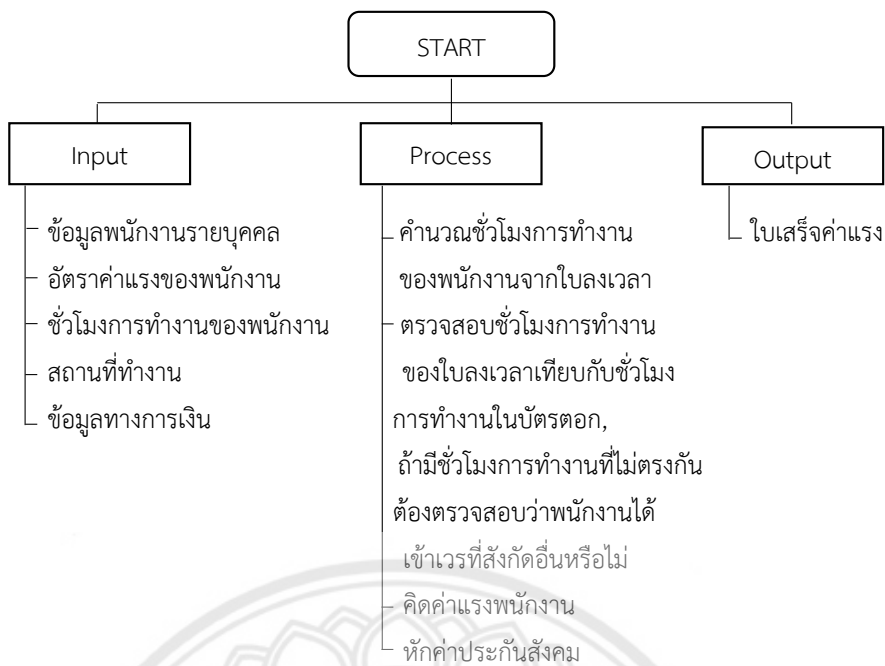 START
Input
ข้อมูลพนักงานรายบุคคล
อัตราค่าแรงของพนักงาน
ชั่วโมงการทำงานของพนักงาน
สถานที่ทำงาน
ข้อมูลทางการเงิน
Process
คำนวณชั่วโมงการทำงาน
ของพนักงานจากใบลงเวลา
ตรวจสอบชั่วโมงการทำงาน
ของใบลงเวลาเทียบกับชั่วโมง
การทำงานในบัตรตอก,
ถ้ามีชั่วโมงการทำงานที่ไม่ตรงกัน
ต้องตรวจสอบว่าพนักงานได้
เข้าเวรที่สังกัดอื่นหรือไม่
คิดค่าแรงพนักงาน
หักค่าประกันสังคม
Output
ใบเสร็จค่าแรง